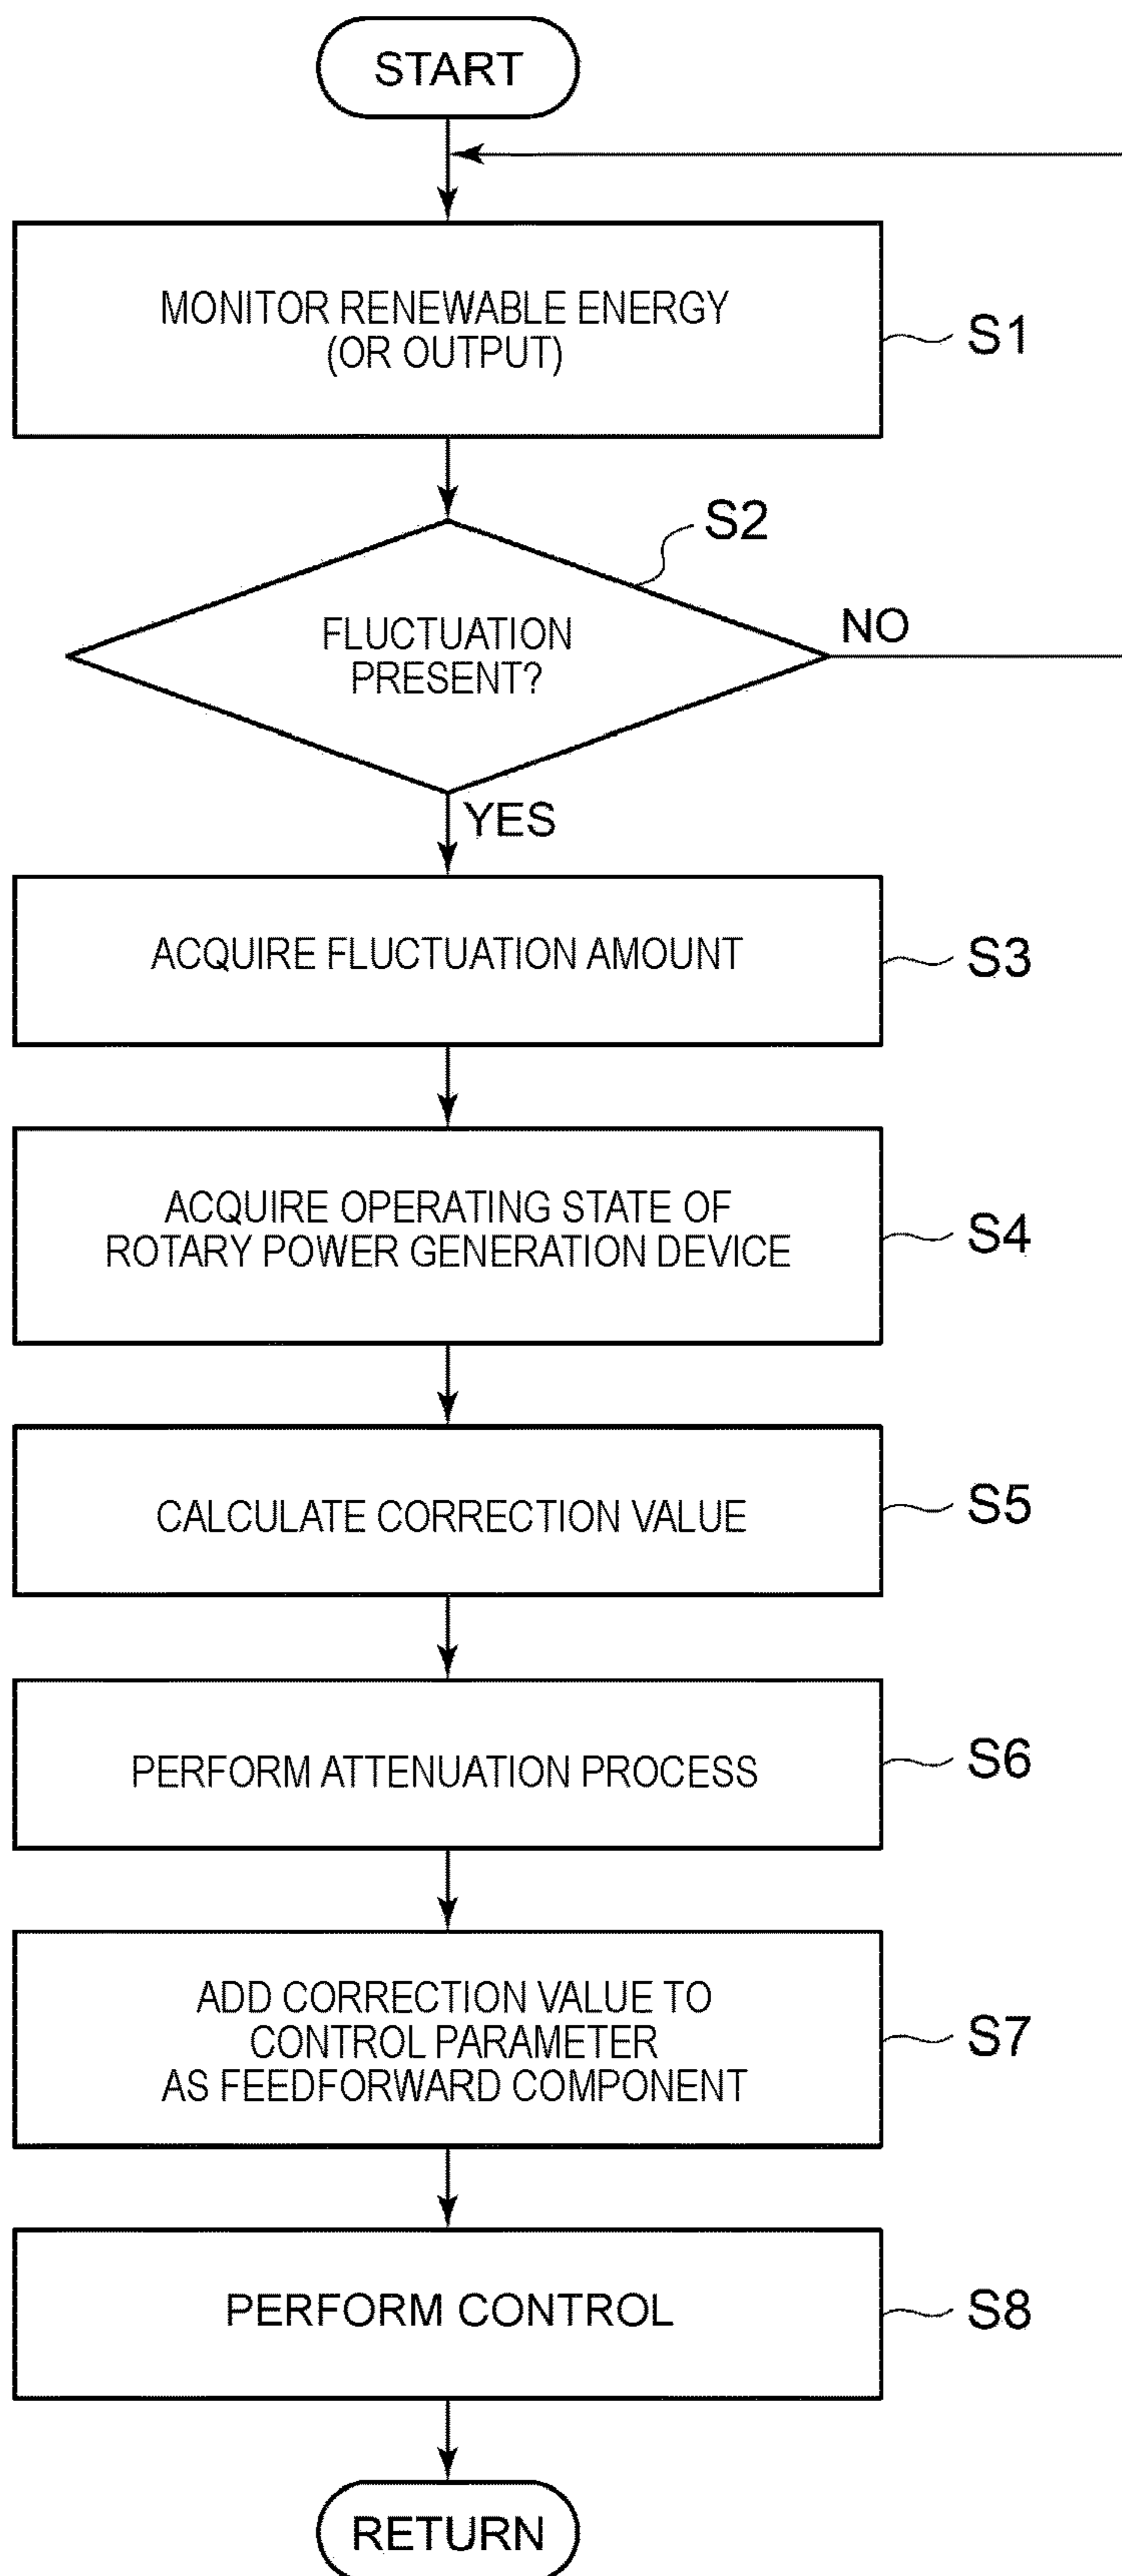 START
MONITOR RENEWABLE ENERGY
(OR OUTPUT)
S1
S2
FLUCTUATION
PRESENT?
NO
YES
ACQUIRE FLUCTUATION AMOUNT
S3
ACQUIRE OPERATING STATE OF
ROTARY POWER GENERATION DEVICE
S4
CALCULATE CORRECTION VALUE
S5
PERFORM ATTENUATION PROCESS
S6
ADD CORRECTION VALUE TO
CONTROL PARAMETER
AS FEEDFORWARD COMPONENT
S7
PERFORM CONTROL
S8
RETURN